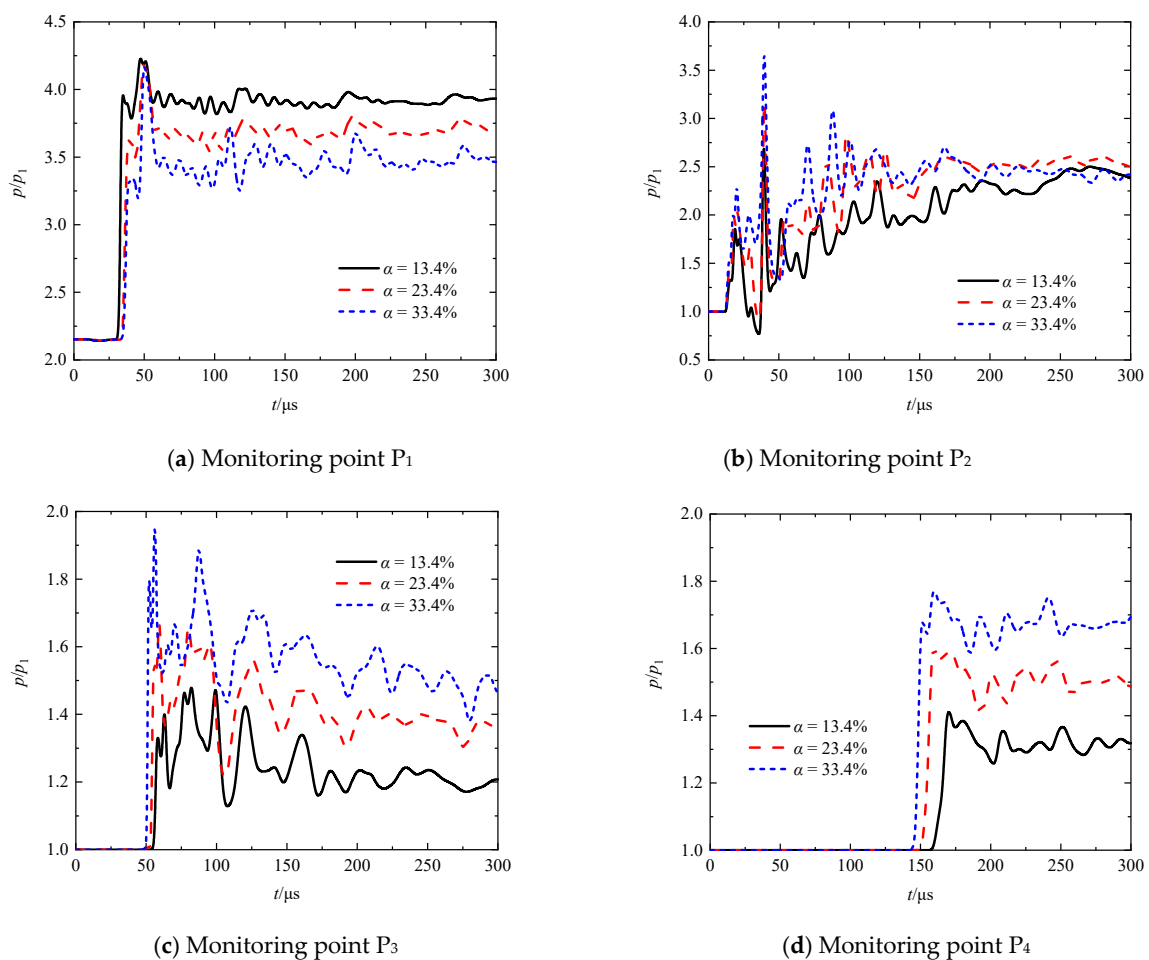 4.5
4.0
3.5
3.0
2.5
2.0
p/p1
0 50 100 150 200 250 300
t/μs
α = 13.4%
α = 23.4%
α = 33.4%
(a) Monitoring point P1
4.0
3.5
3.0
2.5
2.0
1.5
1.0
0.5
p/p1
0 50 100 150 200 250 300
t/μs
α = 13.4%
α = 23.4%
α = 33.4%
(b) Monitoring point P2
2.0
1.8
1.6
1.4
1.2
1.0
p/p1
0 50 100 150 200 250 300
t/μs
α = 13.4%
α = 23.4%
α = 33.4%
(c) Monitoring point P3
2.0
1.8
1.6
1.4
1.2
1.0
p/p1
0 50 100 150 200 250 300
t/μs
α = 13.4%
α = 23.4%
α = 33.4%
(d) Monitoring point P4